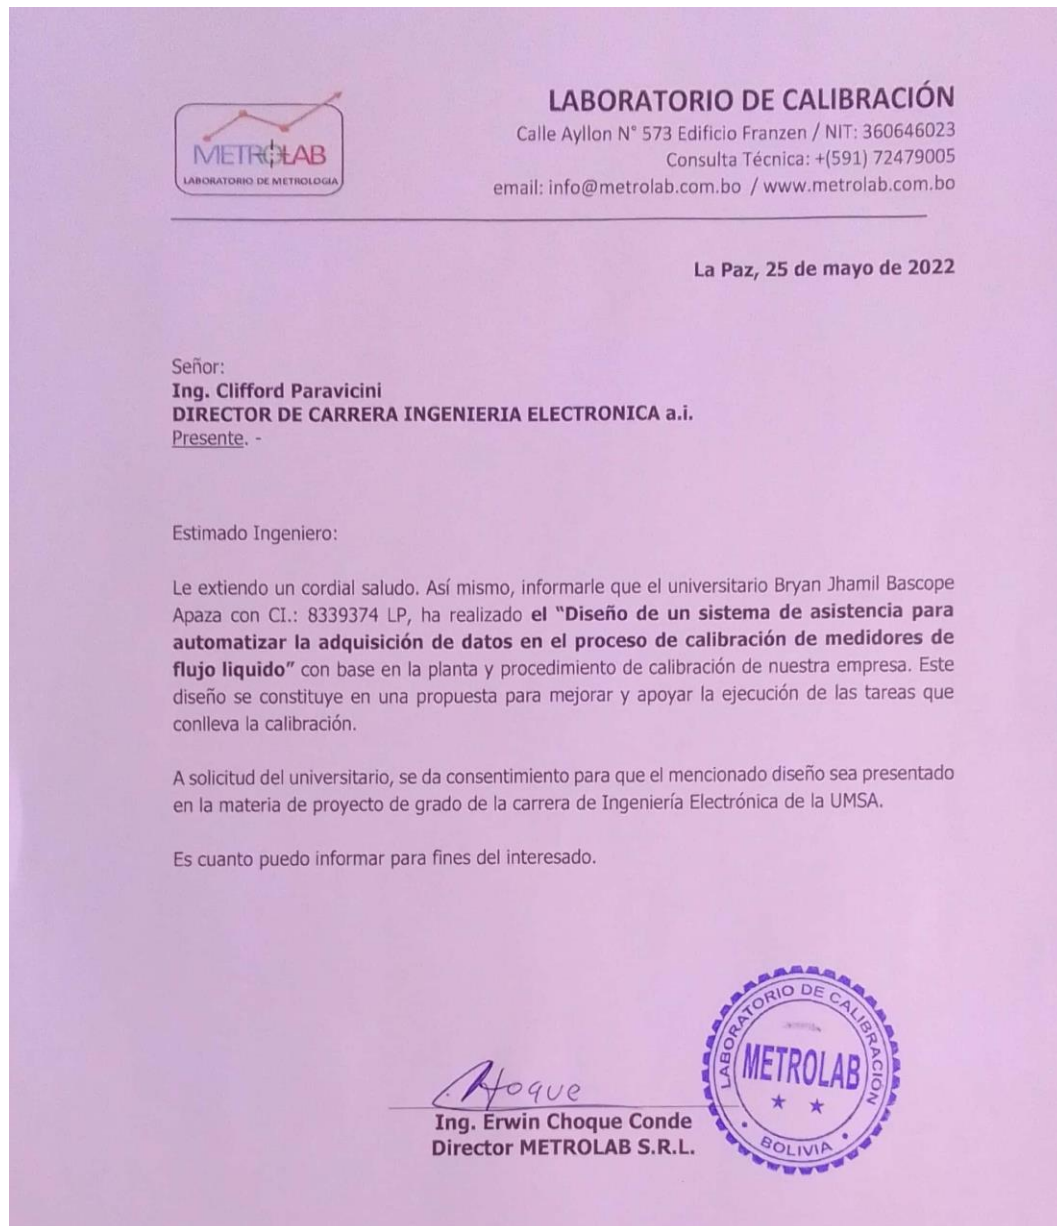 METROLAB
LABORATORIO DE METROLOGIA
LABORATORIO DE CALIBRACIÓN
Calle Ayllon N° 573 Edificio Franzen / NIT: 360646023
Consulta Técnica: +(591) 72479005
email: info@metrolab.com.bo / www.metrolab.com.bo
La Paz, 25 de mayo de 2022
Señor:
Ing. Clifford Paravicini
DIRECTOR DE CARRERA INGENIERIA ELECTRONICA a.i.
Presente. -
Estimado Ingeniero:
Le extiendo un cordial saludo. Así mismo, informarle que el universitario Bryan Jhamil Bascope
Apaza con CI.: 8339374 LP, ha realizado el “Diseño de un sistema de asistencia para
automatizar la adquisición de datos en el proceso de calibración de medidores de
flujo liquido” con base en la planta y procedimiento de calibración de nuestra empresa. Este
diseño se constituye en una propuesta para mejorar y apoyar la ejecución de las tareas que
conlleva la calibración.
A solicitud del universitario, se da consentimiento para que el mencionado diseño sea presentado
en la materia de proyecto de grado de la carrera de Ingeniería Electrónica de la UMSA.
Es cuanto puedo informar para fines del interesado.
LABORATORIO DE CALIBRACIÓN
METROLAB
BOLIVIA
Choque
Ing. Erwin Choque Conde
Director METROLAB S.R.L.